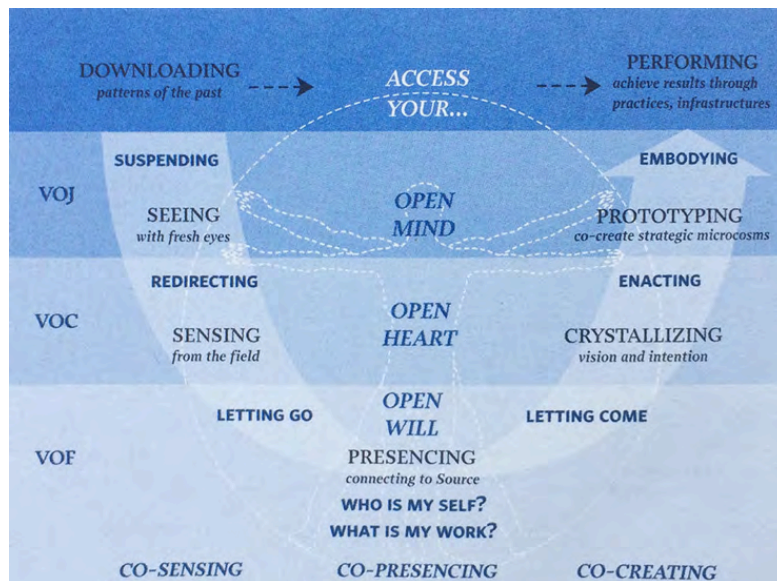 DOWNLOADING
patterns of the past
ACCESS
YOUR...
PERFORMING
achieve results through
practices, infrastructures
SUSPENDING
EMBODYING
VOJ
SEEING
with fresh eyes
OPEN
MIND
PROTOTYPING
co-create strategic microcosms
REDIRECTING
ENACTING
VOC
SENSING
from the field
OPEN
HEART
CRYSTALLIZING
vision and intention
LETTING GO
OPEN
WILL
LETTING COME
VOF
PRESENCING
connecting to Source
WHO IS MY SELF?
WHAT IS MY WORK?
CO-SENSING
CO-PRESENCING
CO-CREATING